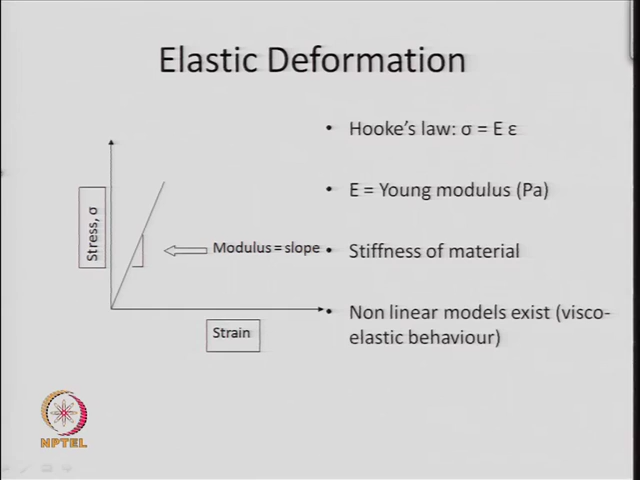 Elastic Deformation
• Hooke's law: σ = E ε
• E = Young modulus (Pa)
Stress, σ
Modulus = slope
• Stiffness of material
• Non linear models exist (visco-
elastic behaviour)
Strain
NPTEL